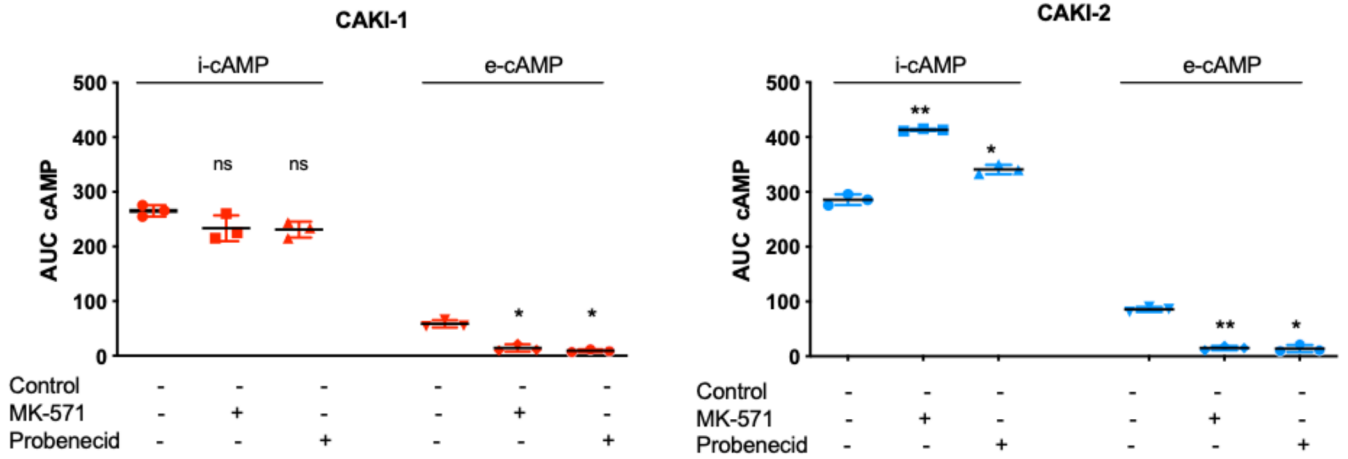 CAKI-1
i-cAMP e-cAMP
AUC cAMP
500
400
300
200
100
0
ns ns
* *
Control - - - - - -
MK-571 - + - - + -
Probenecid - - + - - +
CAKI-2
i-cAMP e-cAMP
AUC cAMP
500
400
300
200
100
0
** *
** *
Control - - - - - -
MK-571 - + - - + -
Probenecid - - + - - +